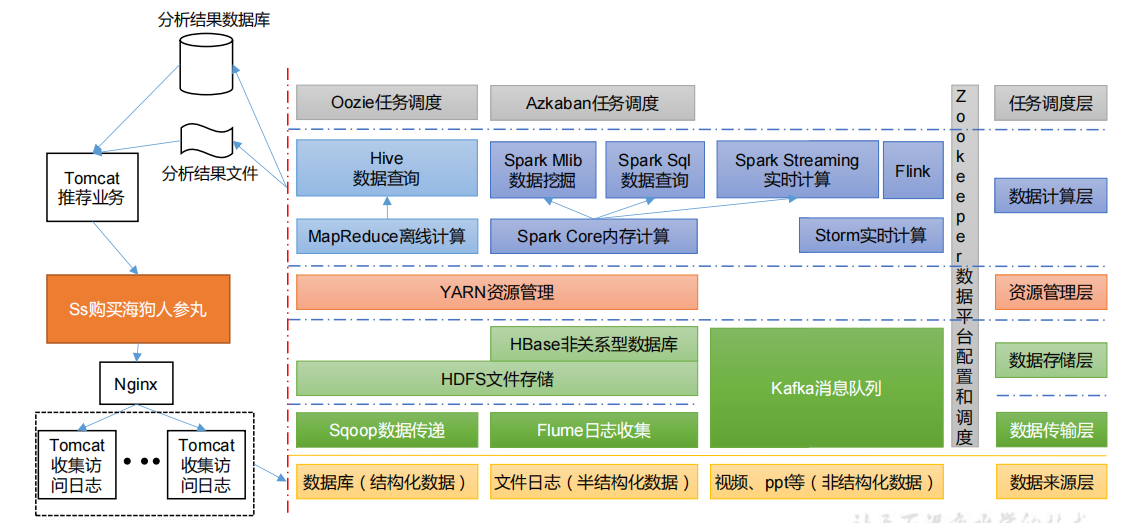 分析结果数据库
分析结果文件
Tomcat
推荐业务
Ss购买海狗人参丸
Nginx
Tomcat
收集访
问日志
Tomcat
收集访
问日志
Oozie任务调度
Azkaban任务调度
任务调度层
Hive
数据查询
Spark Mlib
数据挖掘
Spark Sql
数据查询
Spark Streaming
实时计算
Flink
数据计算层
MapReduce离线计算
Spark Core内存计算
Storm实时计算
YARN资源管理
资源管理层
HBase非关系型数据库
HDFS文件存储
Kafka消息队列
数据存储层
Sqoop数据传递
Flume日志收集
数据传输层
数据库（结构化数据）
文件日志（半结构化数据）
视频、ppt等（非结构化数据）
数据来源层
Zookeeper数据平台配置和调度